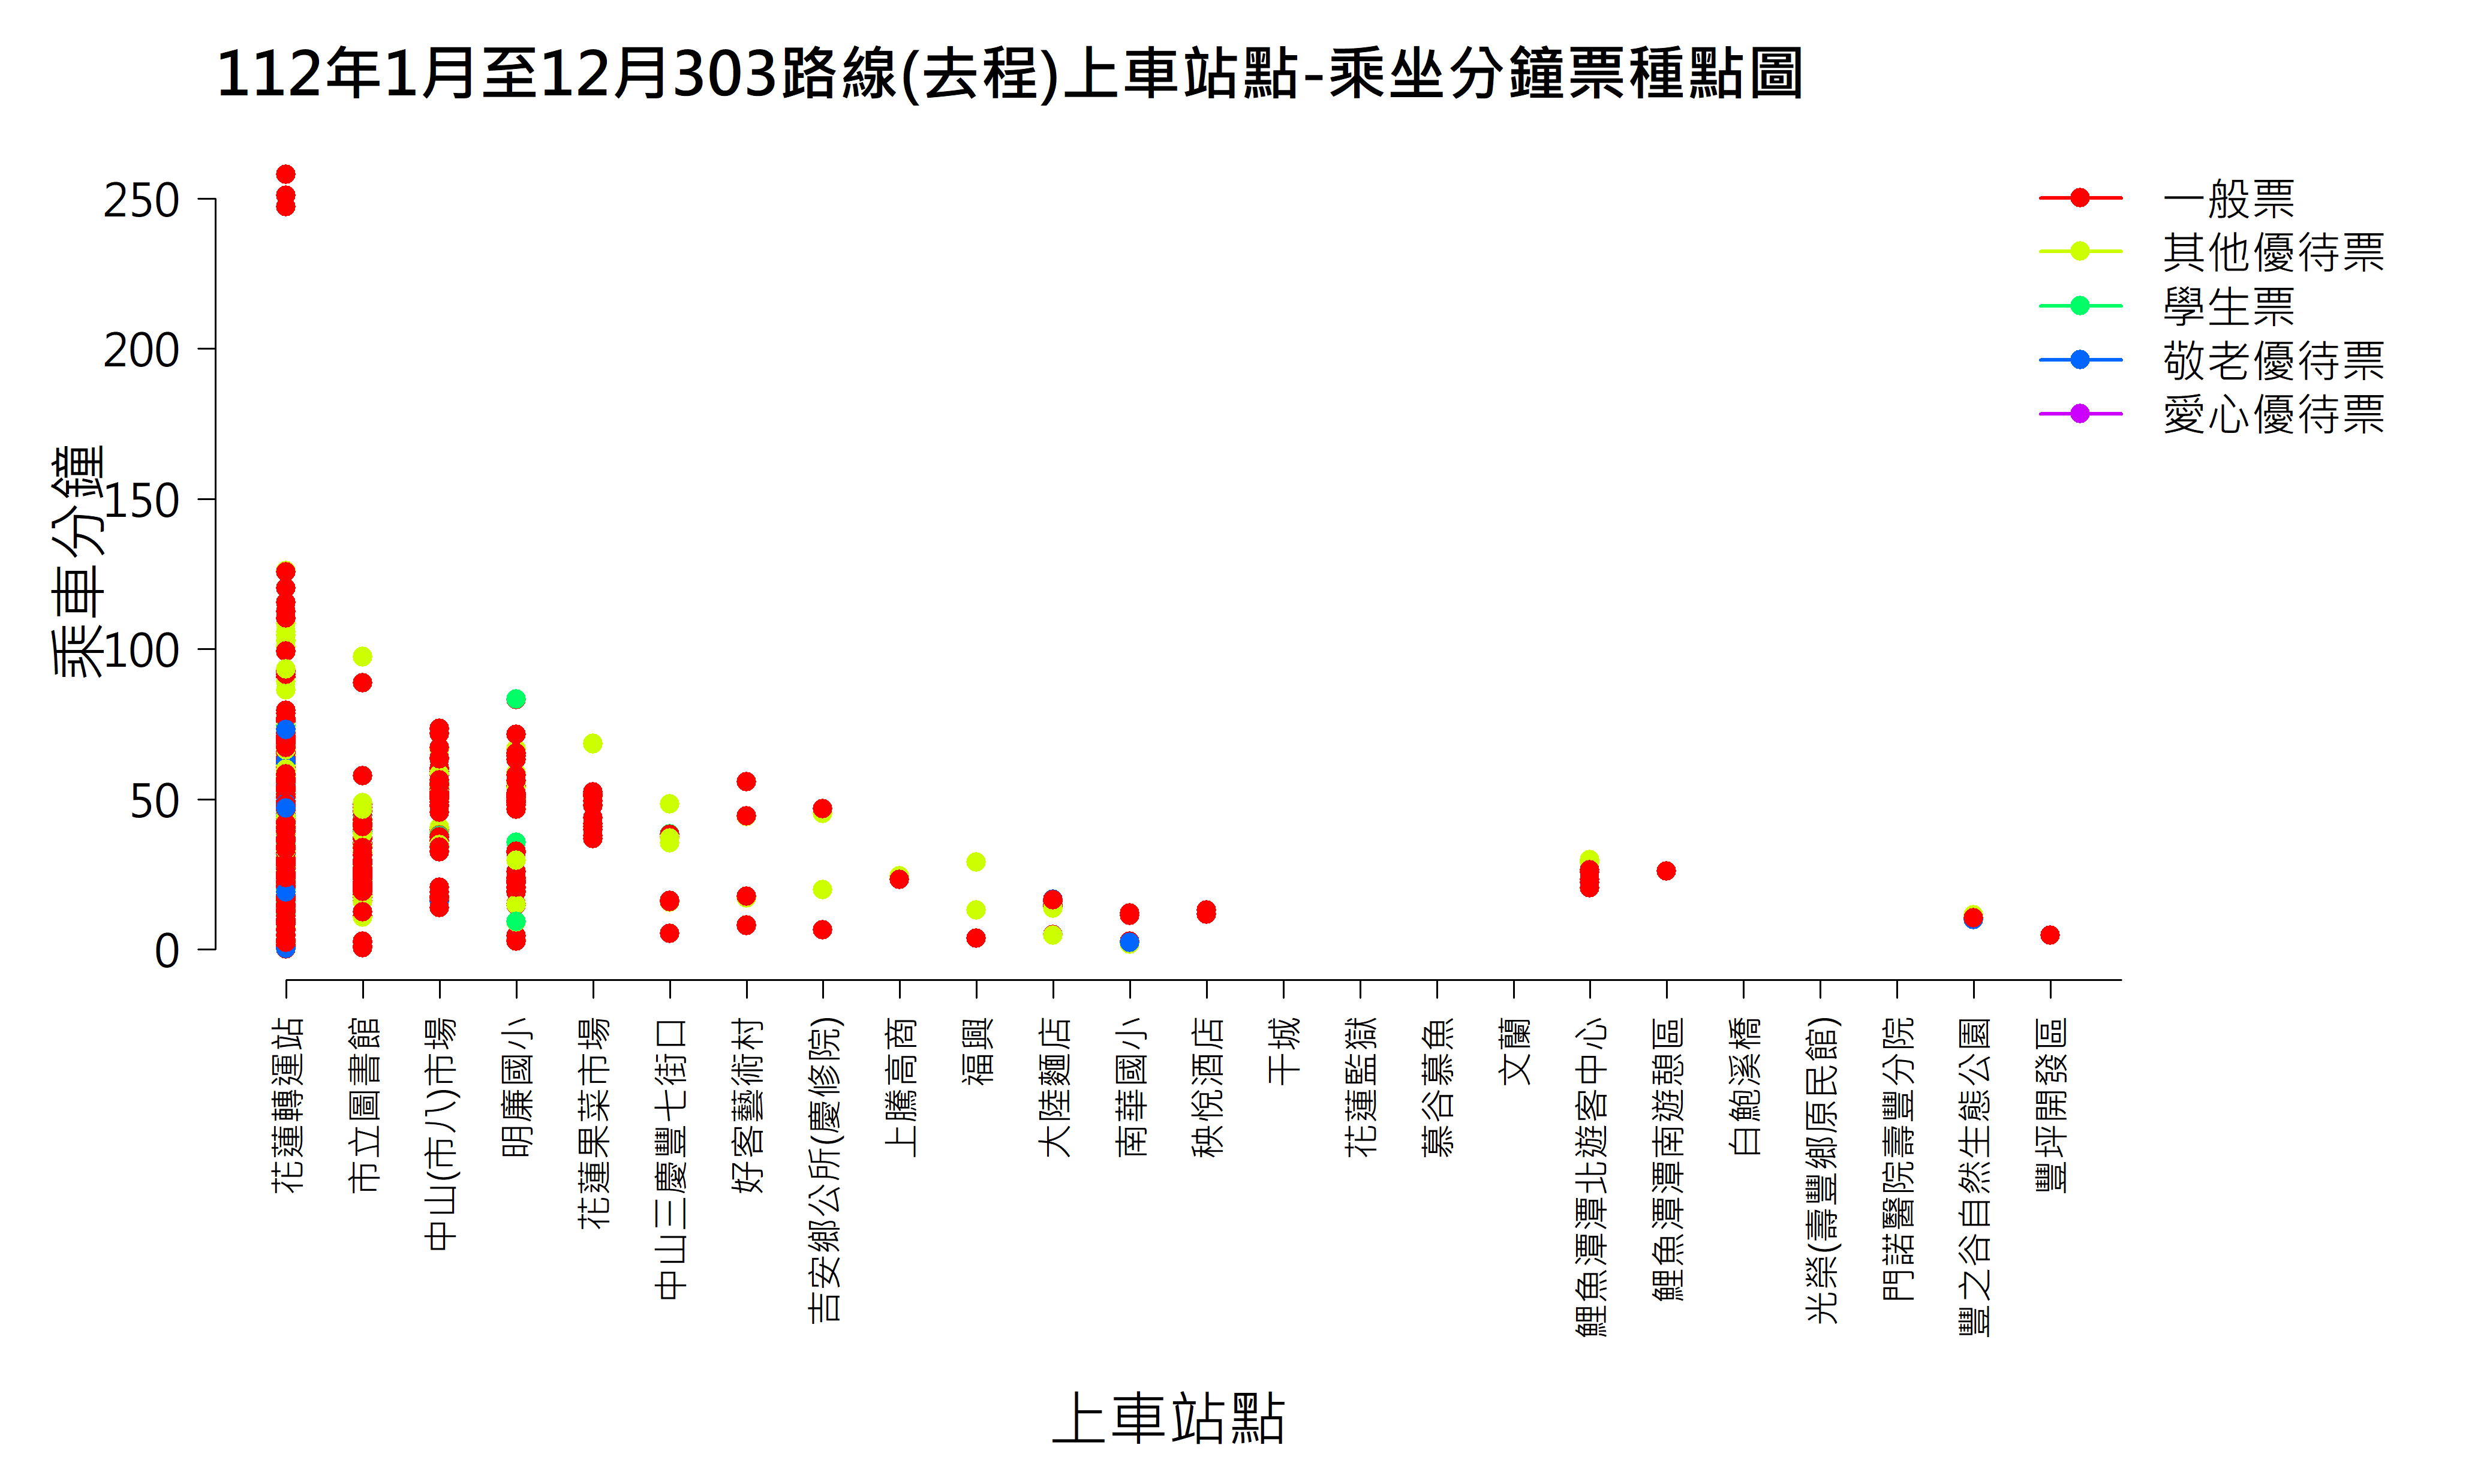 112年1月至12月303路線(去程)上車站點-乘坐分鐘票種點圖
一般票
其他優待票
學生票
敬老優待票
愛心優待票
乘車分鐘
250
200
150
100
50
0
花蓮轉運站
市立圖書館
中山(市八)市場
明廉國小
花蓮果菜市場
中山三慶豐七街口
好客藝術村
吉安鄉公所(慶修院)
上騰高商
福興
大陸麵店
南華國小
秧悅酒店
干城
花蓮監獄
慕谷慕魚
文蘭
鯉魚潭潭北遊客中心
鯉魚潭潭南遊憩區
白鮑溪橋
光榮(壽豐鄉原民館)
門諾醫院壽豐分院
豐之谷自然生態公園
豐坪開發區
上車站點